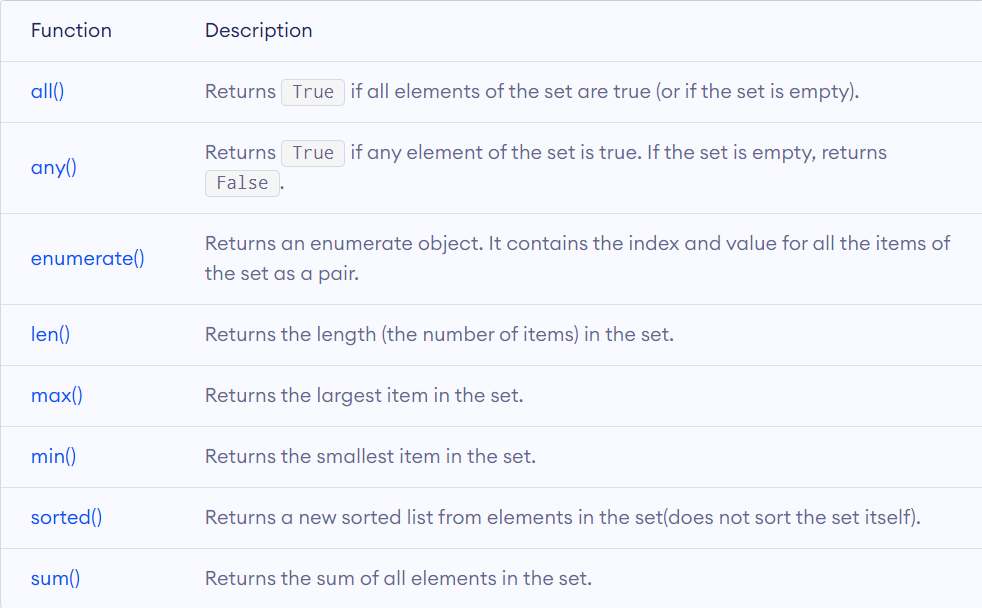 Function Description
all() Returns True if all elements of the set are true (or if the set is empty).
any() Returns True if any element of the set is true. If the set is empty, returns
False .
enumerate() Returns an enumerate object. It contains the index and value for all the items of
the set as a pair.
len() Returns the length (the number of items) in the set.
max() Returns the largest item in the set.
min() Returns the smallest item in the set.
sorted() Returns a new sorted list from elements in the set(does not sort the set itself).
sum() Returns the sum of all elements in the set.